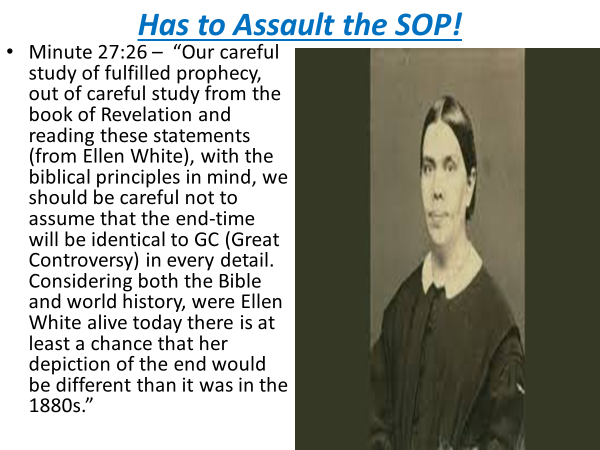 Has to Assault the SOP!
• Minute 27:26 – “Our careful
study of fulfilled prophecy,
out of careful study from the
book of Revelation and
reading these statements
(from Ellen White), with the
biblical principles in mind, we
should be careful not to
assume that the end-time
will be identical to GC (Great
Controversy) in every detail.
Considering both the Bible
and world history, were Ellen
White alive today there is at
least a chance that her
depiction of the end would
be different than it was in the
1880s.”